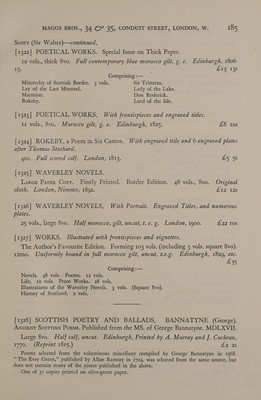 MAGGS BROS., 34 & 35, CONDUIT STREET, LONDON, W. 185
Scott (Sir Walter)—continued.
[1322] POETICAL WORKS. Special Issue on Thick Paper.
10 vols., thick 8vo. Full contemporary blue morocco gilt, g. e. Edinburgh, 1806-
15. £13 13s
Comprising:—
Minstrelsy of Scottish Border. 3 vols. Sir Tristrem.
Lay of the Last Minstrel. Lady of the Lake.
Marmion. Don Roderick.
Rokeby. Lord of the Isle.
[1323] POETICAL WORKS, With frontispieces and engraved titles.
11 vols., 8vo. Morocco gilt, g. e. Edinburgh, 1825. £6 10s
[1324] ROKEBY, a Poem in Six Cantos. With engraved title and 6 engraved plates
after Thomas Stothard.
4to. Full scored calf. London, 1813. £5 5s
[1325] WAVERLEY NOVELS.
Large Paper Copy. Finely Printed. Border Edition. 48 vols., 8vo. Original
cloth. London, Nimmo, 1892. £12 12s
[1326] WAVERLEY NOVELS, With Portrait. Engraved Titles, and numerous
plates.
25 vols., large 8vo. Half morocco, gilt, uncut, t. e. g. London, 1900. £22 10s
[1327] WORKS. Illustrated with frontispieces and vignettes.
The Author's Favourite Edition. Forming 103 vols. (including 3 vols. square 8vo).
12mo. Uniformly bound in full morocco gilt, uncut, t.e.g. Edinburgh, 1829, etc.
£35
Comprising:—
Novels. 48 vols. Poems. 12 vols.
Life. 10 vols. Prose Works. 28 vols.
Illustrations of the Waverley Novels. 3 vols. (Square 8vo).
History of Scotland. 2 vols.
[1328] SCOTTISH POETRY AND BALLADS. BANNATYNE (George).
Ancient Scottish Poems. Published from the MS. of George Bannatyne. MDLXVII.
Large 8vo. Half calf, uncut. Edinburgh, Printed by A. Murray and J. Cochran.
1770. (Reprint 1815.) £2 2s
Poems selected from the voluminous miscellany compiled by George Bannatyne in 1568.
"The Ever Green," published by Allan Ramsay in 1724, was selected from the same source, but
does not contain many of the pieces published in the above.
One of 50 copies printed on olive-green paper.